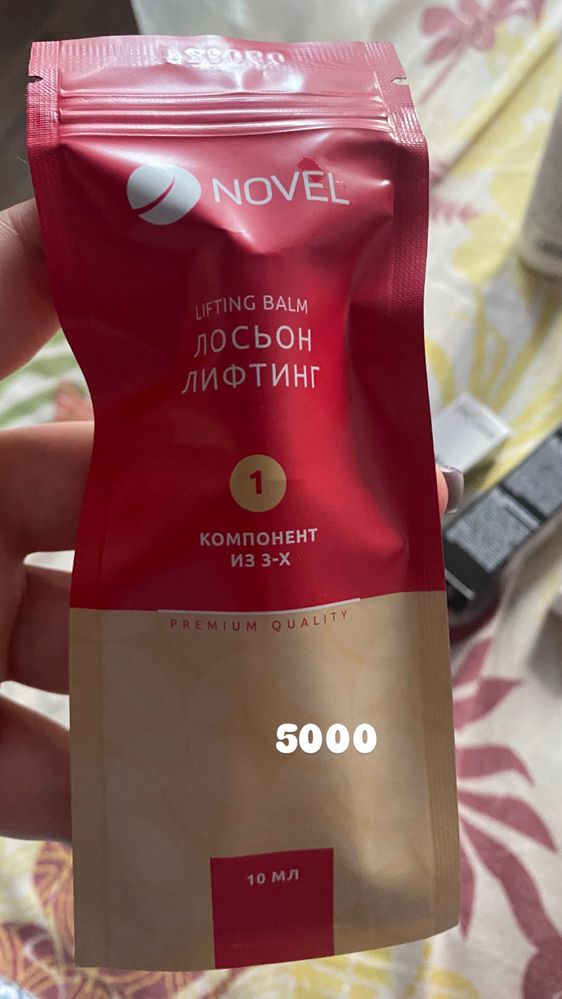 NOVEL
LIFTING BALM
ЛОСЬОН
ЛИФТИНГ
1
КОМПОНЕНТ
ИЗ 3-Х
PREMIUM QUALITY
5000
10 МЛ